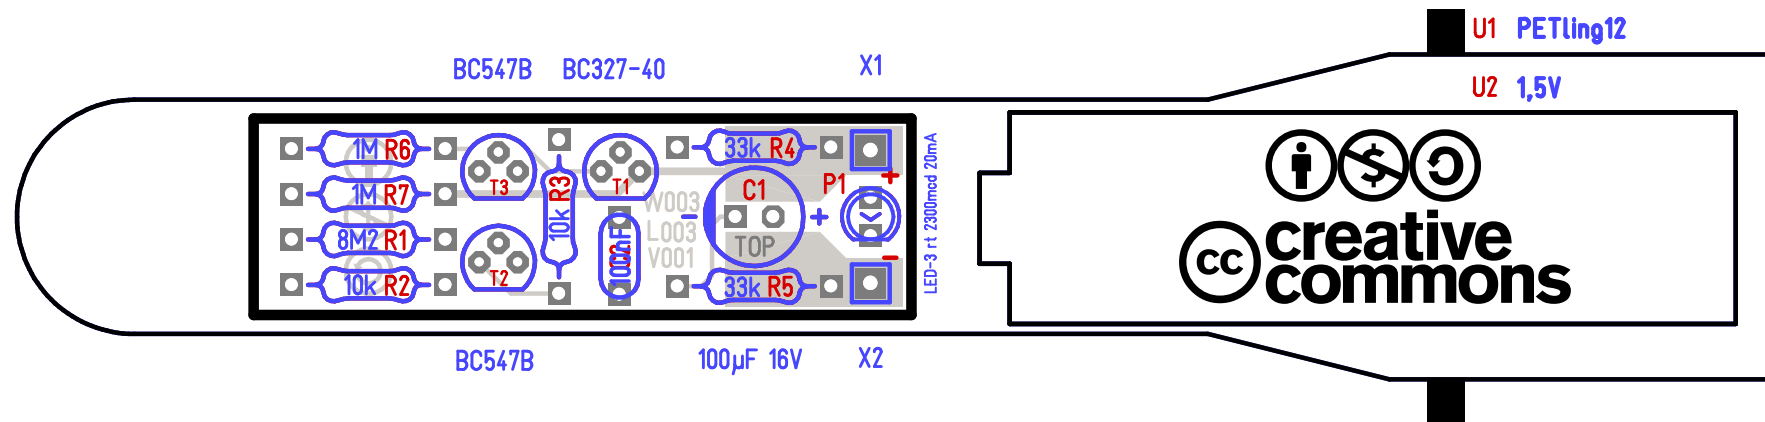 U1 PETling12
BC547B BC327-40 X1
U2 1,5V
1M R6
T3
R3
10k
T1
33k R4
LED-3 rt 2300mcd 20mA
1M R7
W003
C1
P1
+
- +
8M2 R1
L003
TOP
100nF
V001
10k R2
T2
33k R5
-
$
cc creative
commons
BC547B 100µF 16V X2